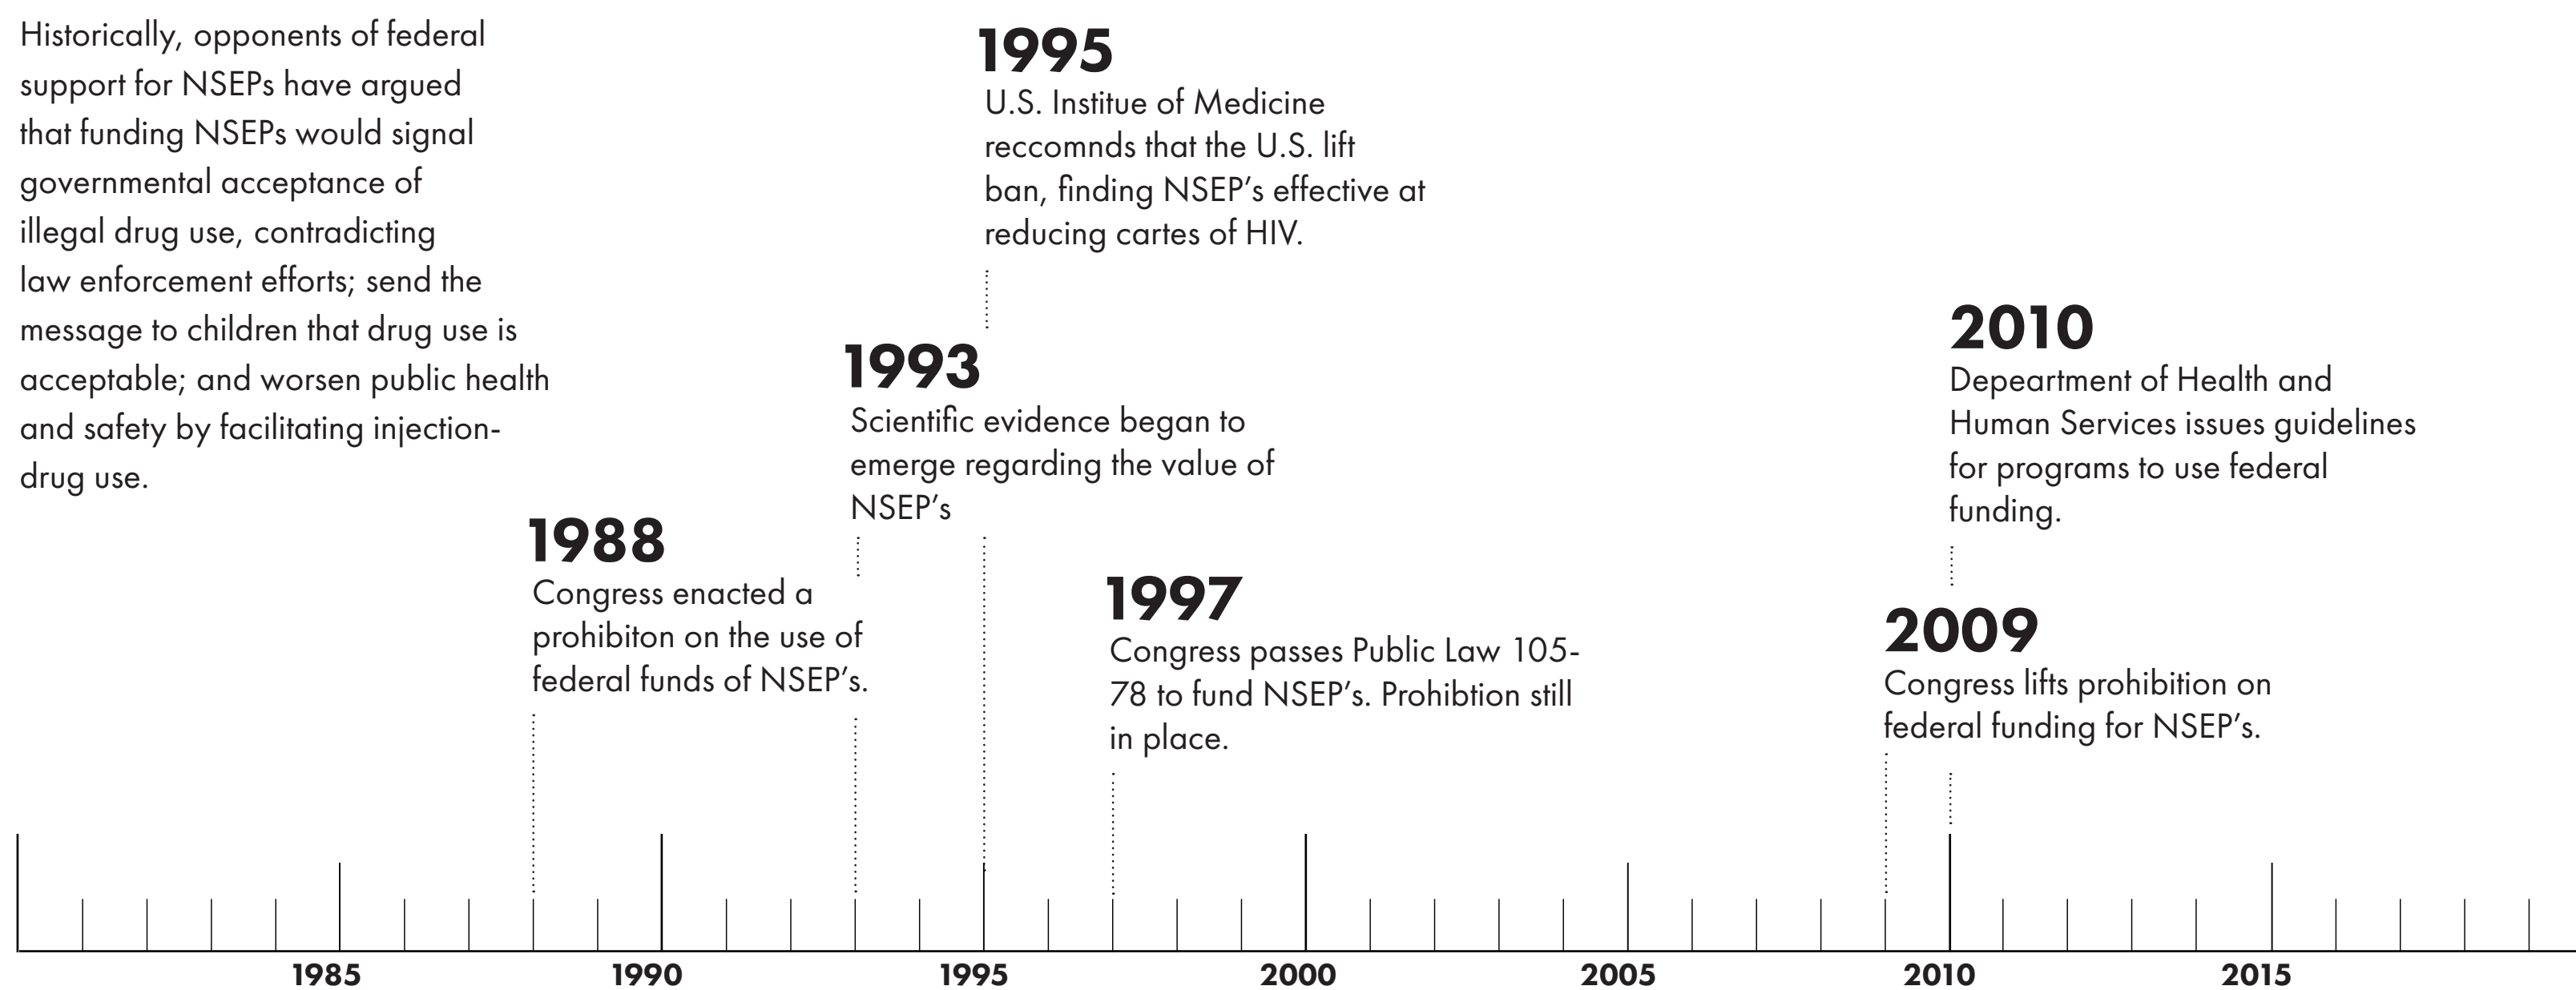 Historically, opponents of federal
support for NSEPs have argued
that funding NSEPs would signal
governmental acceptance of
illegal drug use, contradicting
law enforcement efforts; send the
message to children that drug use is
acceptable; and worsen public health
and safety by facilitating injection-
drug use.
1988
Congress enacted a
prohibiton on the use of
federal funds of NSEP's.
1993
Scientific evidence began to
emerge regarding the value of
NSEP's
1995
U.S. Institue of Medicine
reccomnds that the U.S. lift
ban, finding NSEP's effective at
reducing cartes of HIV.
1997
Congress passes Public Law 105-
78 to fund NSEP's. Prohibtion still
in place.
2009
Congress lifts prohibition on
federal funding for NSEP's.
2010
Depeartment of Health and
Human Services issues guidelines
for programs to use federal
funding.
1985 1990 1995 2000 2005 2010 2015